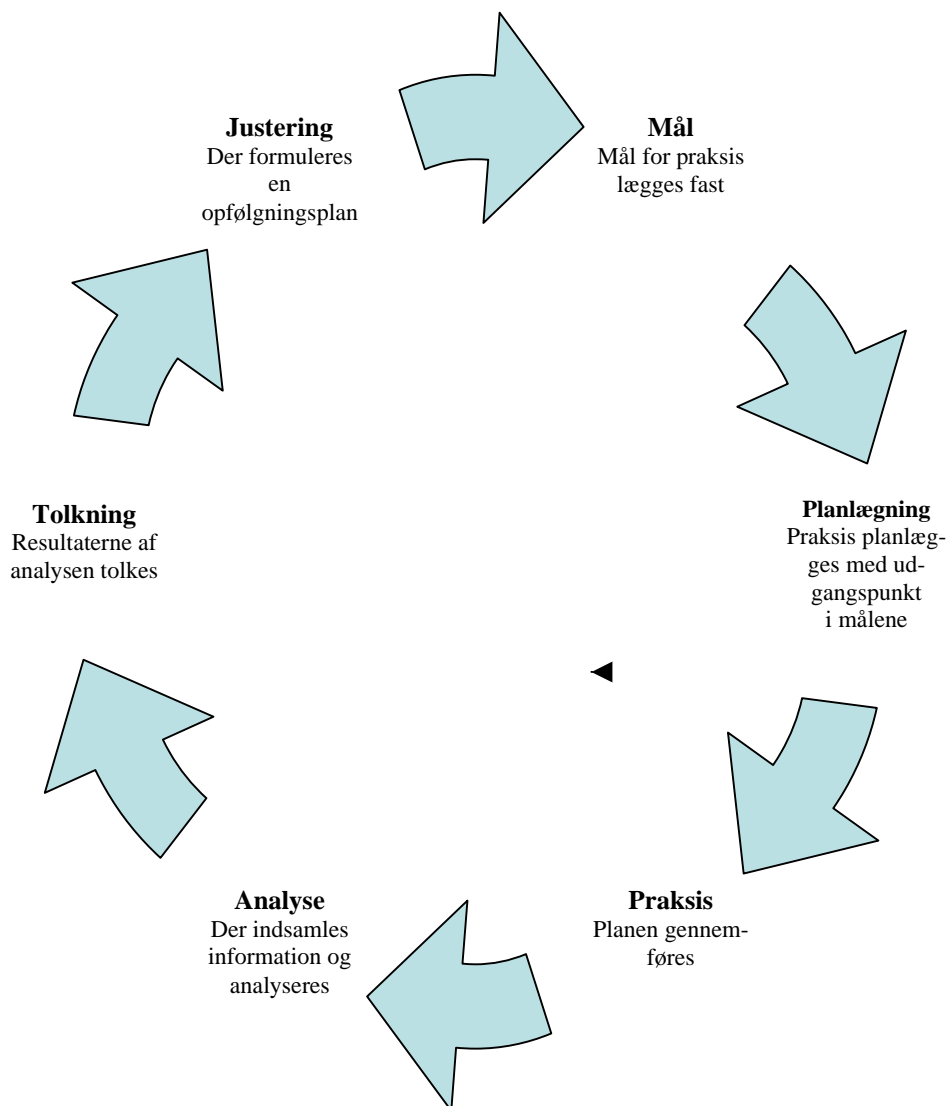 Justering
Der formuleres
en
opfølgningsplan
Mål
Mål for praksis
lægges fast
Planlægning
Praksis planlæg-
ges med ud-
gangspunkt
i målene
Praksis
Planen gennem-
føres
Analyse
Der indsamles
information og
analyseres
Tolkning
Resultaterne af
analysen tolkes